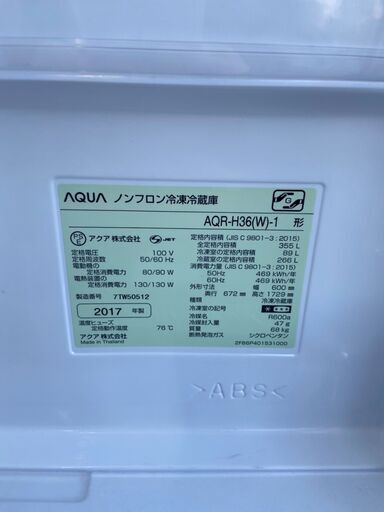 AQUA ノンフロン冷凍冷蔵庫
G
AQR-H36(W)-1 形
PS E アクア 株式会社 JET
定格電圧 100 V
定格周波数 50/60 Hz
電動機の
定格消費電力 80/90 W
電熱装置の
定格消費電力 130/130 W
製造番号 7TW50512
2017 年製
温度ヒューズ
定格動作温度 76℃
アクア 株式会社
Made in Thailand
定格内容積 (JIS C 9801-3:2015)
全定格内容積 355 L
冷凍室の定格内容積 89 L
冷蔵室の定格内容積 266 L
消費電力量 (JIS C 9801-3:2015)
50Hz 469 kWh/年
60Hz 469 kWh/年
外形寸法 幅 600 mm
奥行 672 mm 高さ 1729 mm
種類 冷凍冷蔵庫
冷媒名 R600a
冷媒封入量 47 g
68 kg
断熱発泡ガス シクロペンタン
2FB6P401531000
>ABS<